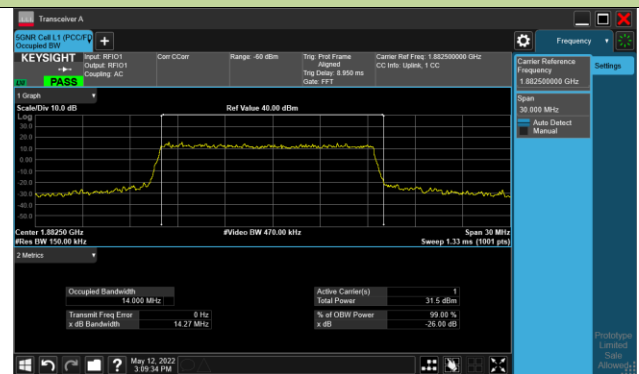 Transceiver A
5GNR Cell L1 (PCC/FD
Occupied BW
Frequency
KEYSIGHT
Input: RFIO1
Output: RFIO1
Coupling: AC
Corr CCorr
Range: -60 dBm
Trig: Prot Frame
Aligned
Trig Delay: 8.950 ms
Gate: FFT
Carrier Ref Freq: 1.882500000 GHz
CC Info: Uplink, 1 CC
LXI
PASS
Carrier Reference
Frequency
1.882500000 GHz
Settings
Span
30.000 MHz
Auto Detect
Manual
1 Graph
Scale/Div 10.0 dB
Ref Value 40.00 dBm
Log
30.0
20.0
10.0
0.00
-10.0
-20.0
-30.0
-40.0
-50.0
Center 1.88250 GHz
#Video BW 470.00 kHz
Span 30 MHz
#Res BW 150.00 kHz
Sweep 1.33 ms (1001 pts)
2 Metrics
Occupied Bandwidth
14.000 MHz
Active Carrier(s) 1
Total Power 31.5 dBm
Transmit Freq Error 0 Hz
x dB Bandwidth 14.27 MHz
% of OBW Power 99.00 %
x dB -26.00 dB
Prototype
Limited
Sale
Allowed
May 12, 2022
3:09:34 PM